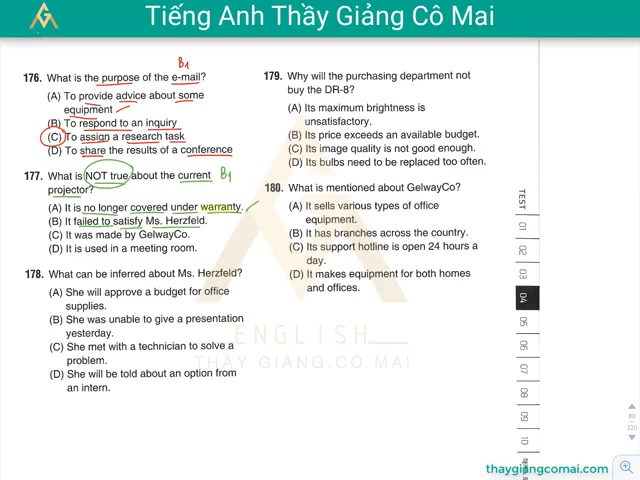 Tiếng Anh Thầy Giảng Cô Mai
B1
176. What is the purpose of the e-mail?
(A) To provide advice about some
equipment
(B) To respond to an inquiry
(C) To assign a research task
(D) To share the results of a conference
177. What is NOT true about the current B1
projector?
(A) It is no longer covered under warranty.
(B) It failed to satisfy Ms. Herzfeld.
(C) It was made by GelwayCo.
(D) It is used in a meeting room.
178. What can be inferred about Ms. Herzfeld?
(A) She will approve a budget for office
supplies.
(B) She was unable to give a presentation
yesterday.
(C) She met with a technician to solve a
problem.
(D) She will be told about an option from
an intern.
179. Why will the purchasing department not
buy the DR-8?
(A) Its maximum brightness is
unsatisfactory.
(B) Its price exceeds an available budget.
(C) Its image quality is not good enough.
(D) Its bulbs need to be replaced too often.
180. What is mentioned about GelwayCo?
(A) It sells various types of office
equipment.
(B) It has branches across the country.
(C) Its support hotline is open 24 hours a
day.
(D) It makes equipment for both homes
and offices.
ENGLISH
THẦY GIẢNG.CÔ MAI
TEST
01
02
03
04
05
06
07
08
09
10
80
220
thaygiangcomai.com